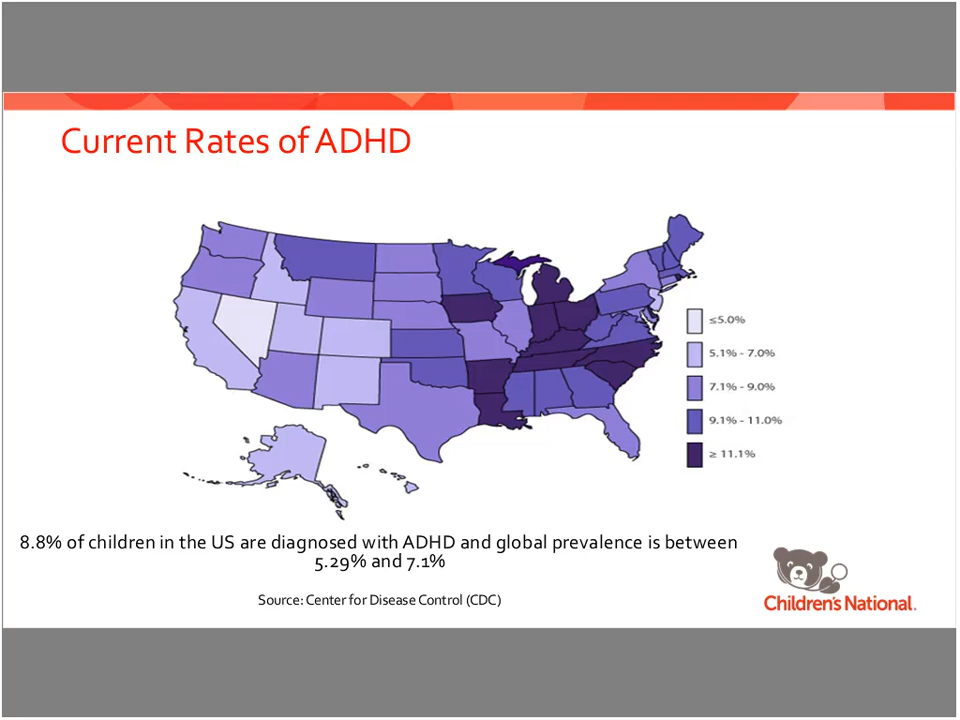 Current Rates of ADHD
≤5.0%
5.1% - 7.0%
7.1% - 9.0%
9.1% - 11.0%
≥ 11.1%
8.8% of children in the US are diagnosed with ADHD and global prevalence is between
5.29% and 7.1%
Source: Center for Disease Control (CDC)
Children's National.